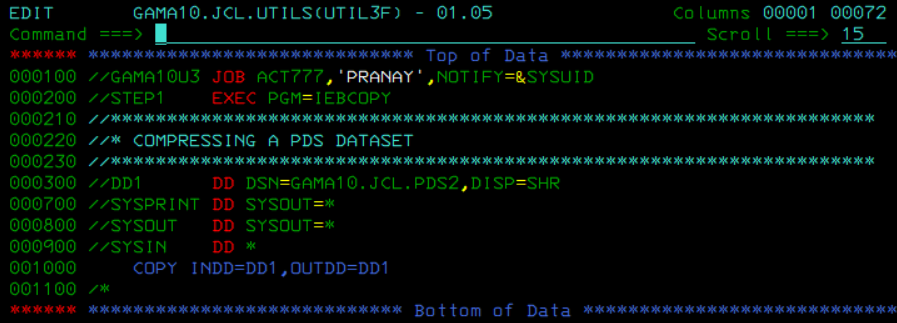 EDIT       GAMA10.JCL.UTILS(UTIL3F) - 01.05                 Columns 00001 00072
Command ===>                                                  Scroll ===> 15
****** ****************************** Top of Data ******************************
000100 //GAMA10U3 JOB ACT777,'PRANAY',NOTIFY=&SYSUID
000200 //STEP1    EXEC PGM=IEBCOPY
000210 //*************************************************************************
000220 //* COMPRESSING A PDS DATASET
000230 //*************************************************************************
000300 //DD1      DD DSN=GAMA10.JCL.PDS2,DISP=SHR
000700 //SYSPRINT DD SYSOUT=*
000800 //SYSOUT   DD SYSOUT=*
000900 //SYSIN    DD *
001000     COPY INDD=DD1,OUTDD=DD1
001100 /*
****** ***************************** Bottom of Data ****************************